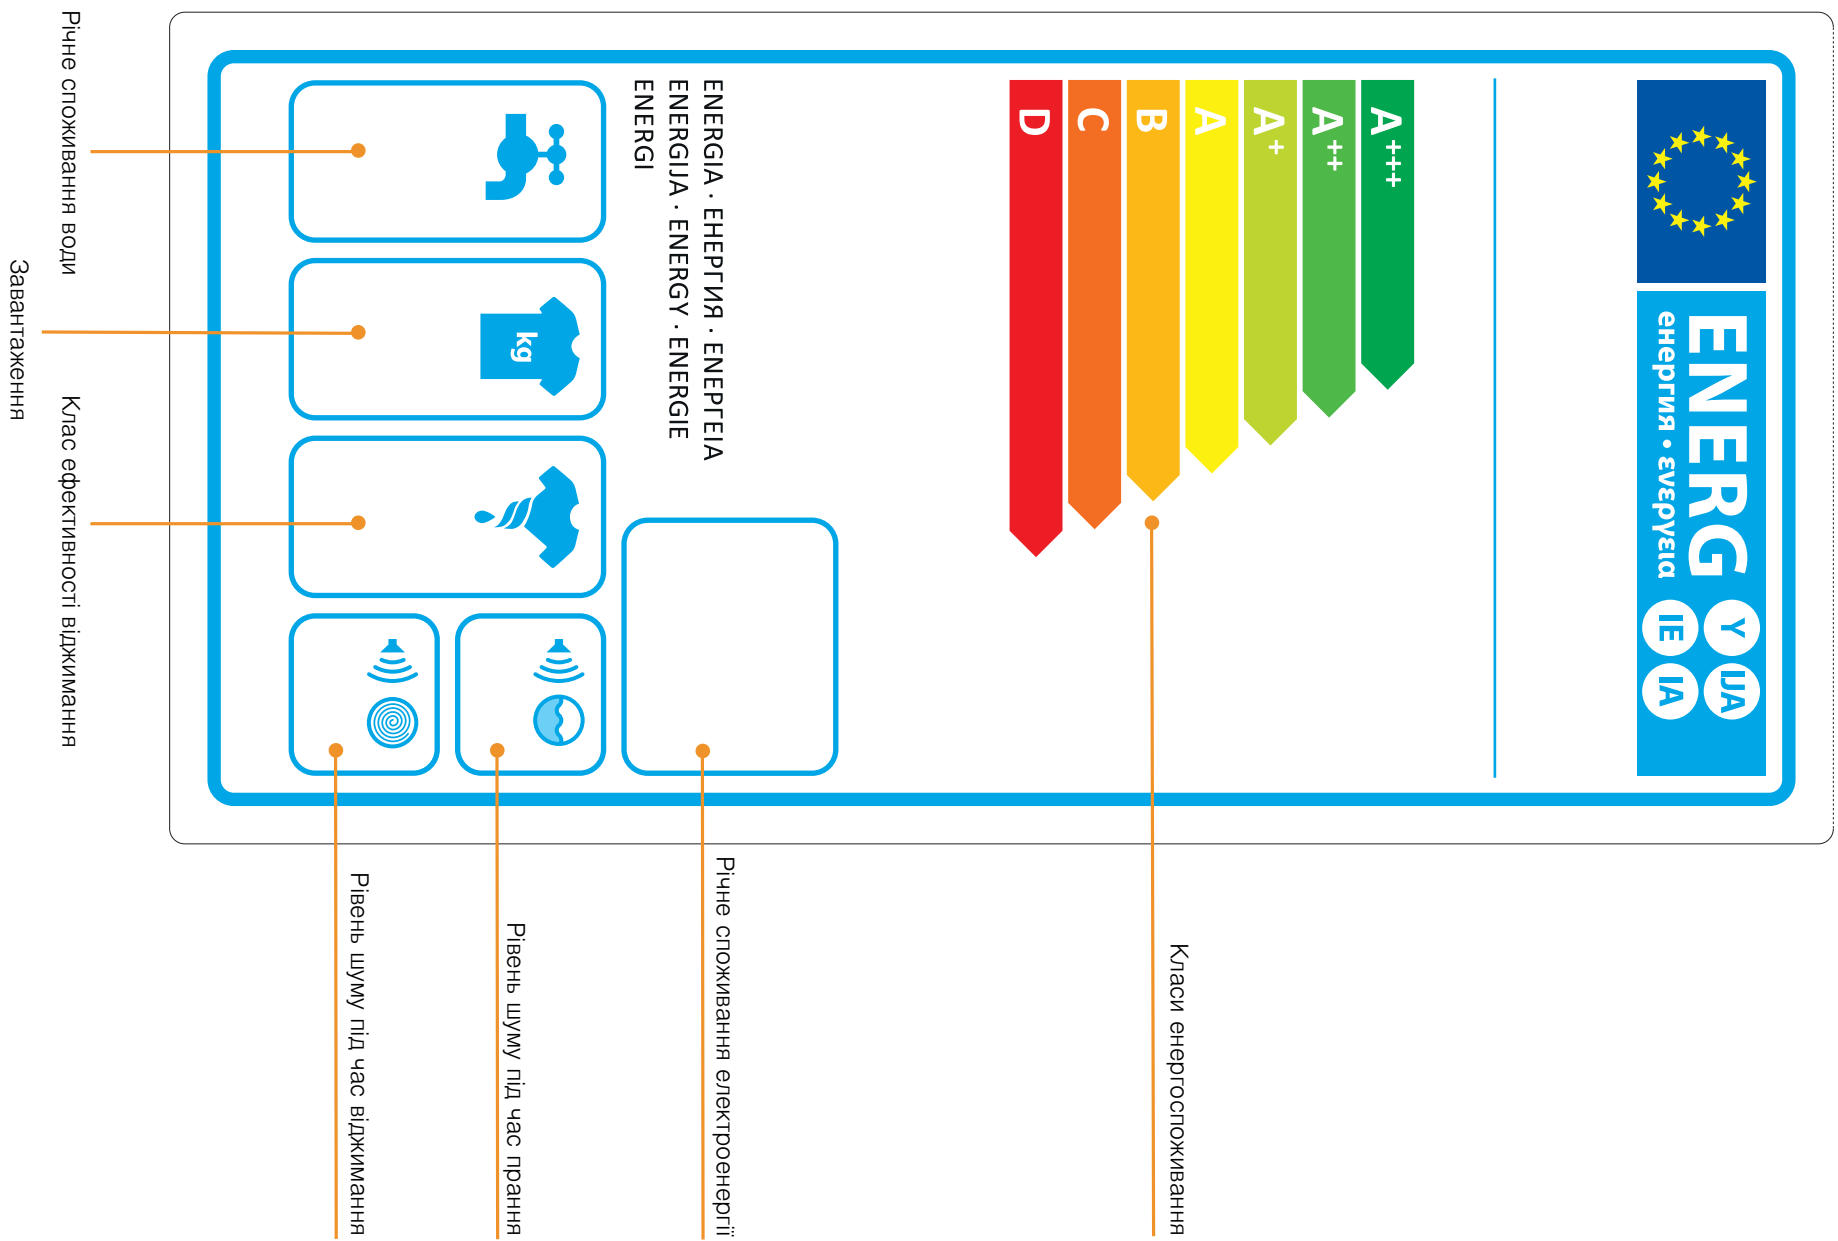 ENERG
енергия • ενεργεια
Y
IJA
IE
IA
A+++
A++
A+
A
B
C
D
Класи енергоспоживання
ENERGIA · ЕНЕРГИЯ · ΕΝΕΡΓΕΙΑ
ENERGIJA · ENERGY · ENERGIE
ENERGI
Річне споживання електроенергії
Рівень шуму під час прання
Рівень шуму під час віджимання
kg
Річне споживання води
Завантаження
Клас ефективності віджимання